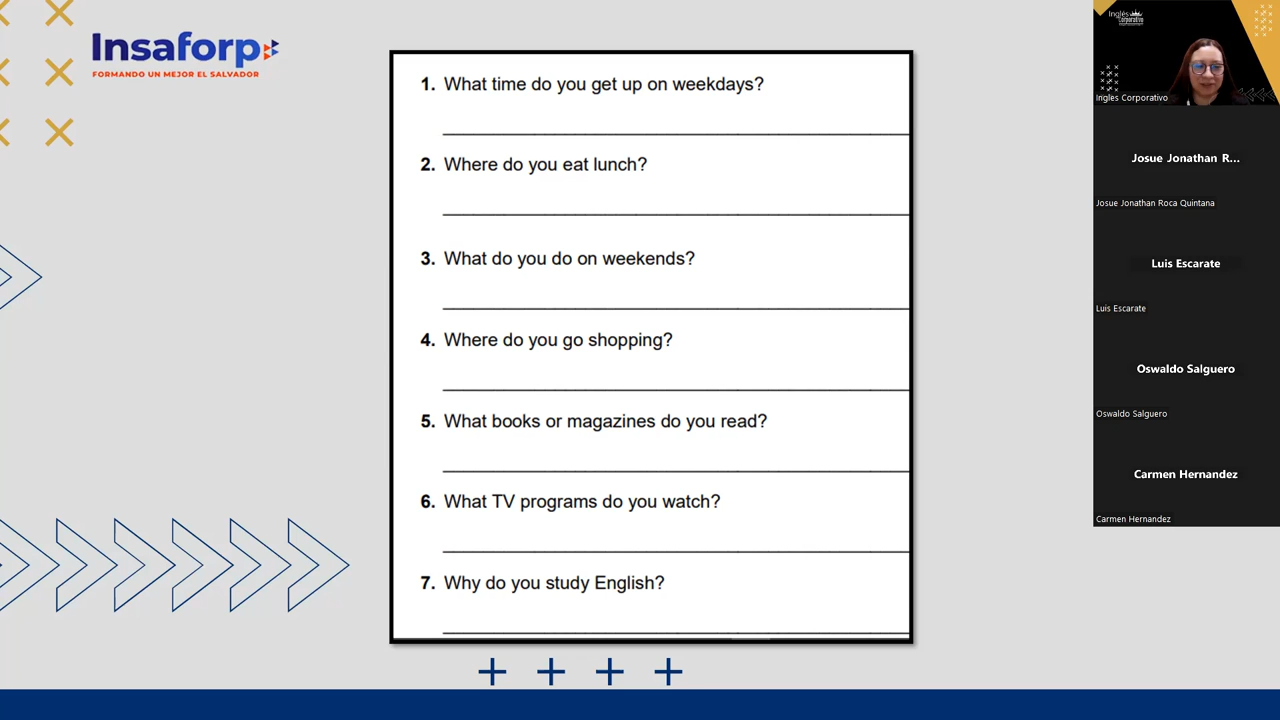 Insaforp
FORMANDO UN MEJOR EL SALVADOR
1. What time do you get up on weekdays?
2. Where do you eat lunch?
3. What do you do on weekends?
4. Where do you go shopping?
5. What books or magazines do you read?
6. What TV programs do you watch?
7. Why do you study English?
Inglés
Corporativo
Ingles Corporativo
Josue Jonathan R...
Josue Jonathan Roca Quintana
Luis Escarate
Luis Escarate
Oswaldo Salguero
Oswaldo Salguero
Carmen Hernandez
Carmen Hernandez